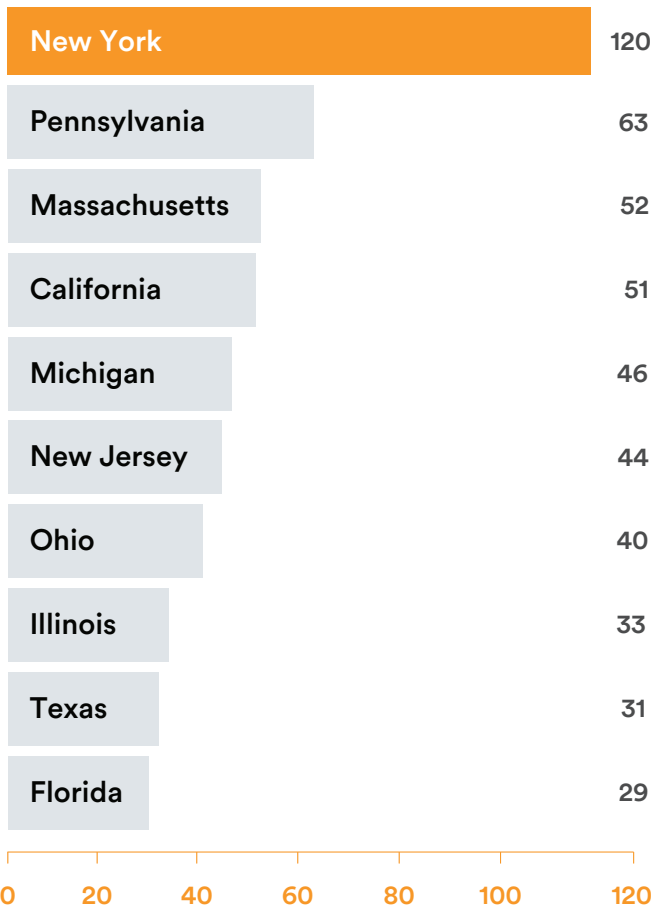 New York 120
Pennsylvania 63
Massachusetts 52
California 51
Michigan 46
New Jersey 44
Ohio 40
Illinois 33
Texas 31
Florida 29
0 20 40 60 80 100 120